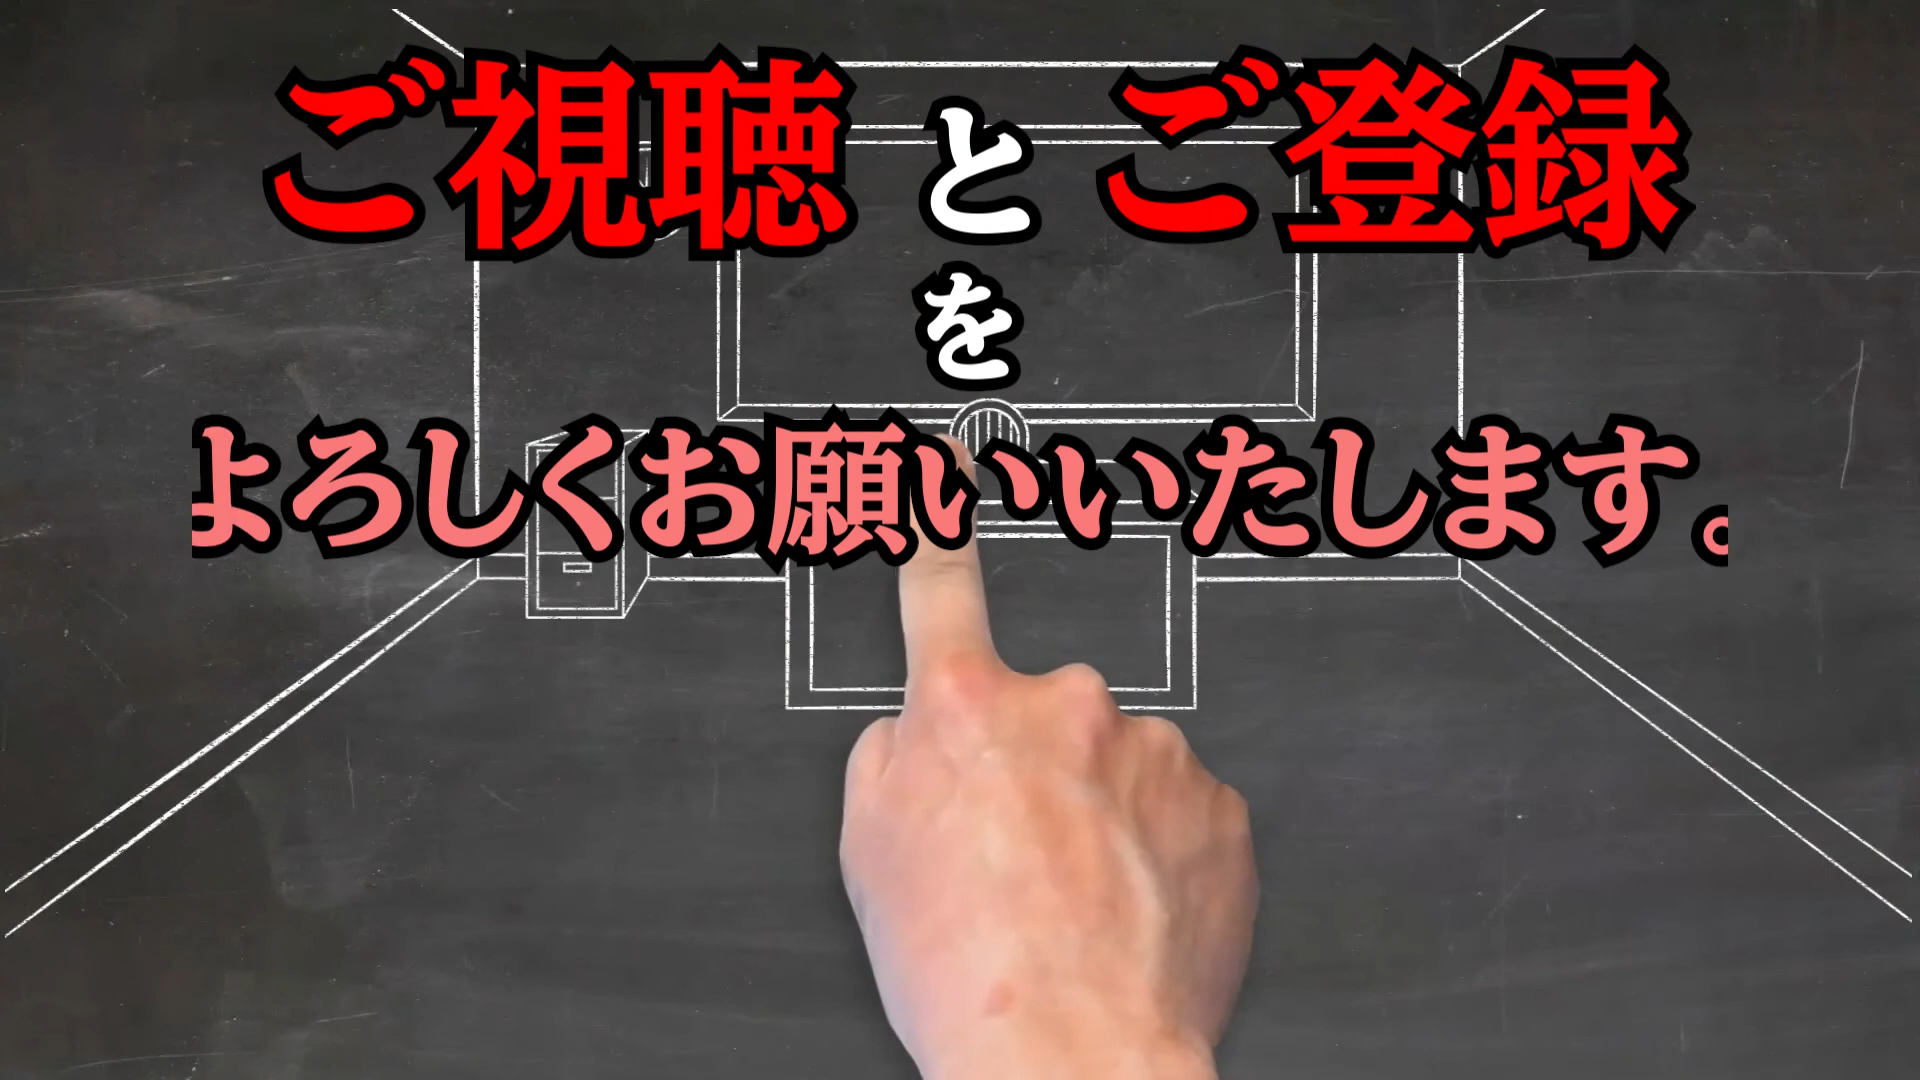 ご視聴とご登録
を
よろしくお願いいたします。